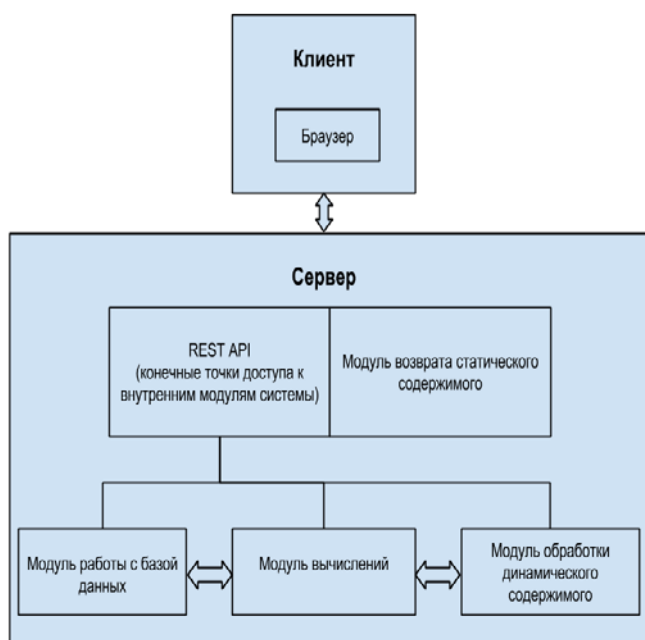 Клиент
Браузер
Сервер
REST API
(конечные точки доступа к
внутренним модулям системы)
Модуль возврата статического
содержимого
Модуль работы с базой
данных
Модуль вычислений
Модуль обработки
динамического
содержимого